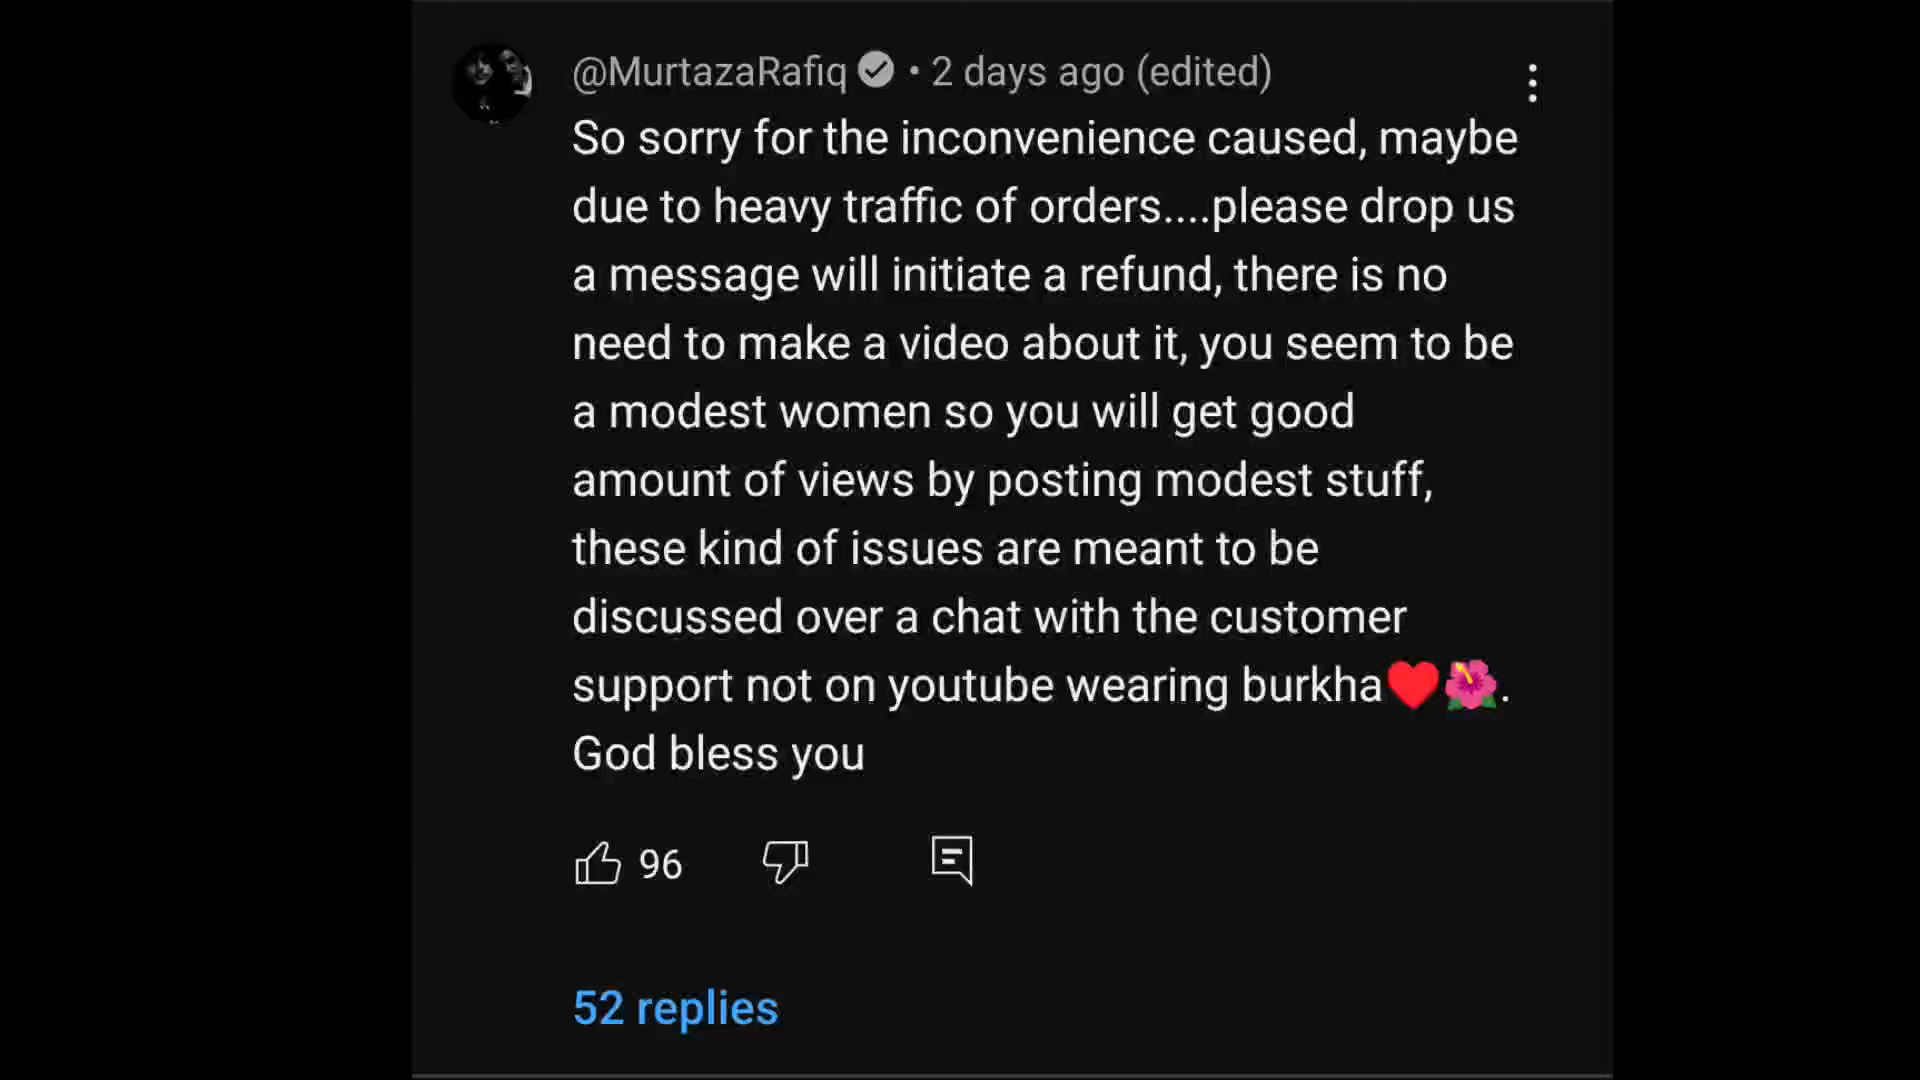 @MurtazaRafiq • 2 days ago (edited)
So sorry for the inconvenience caused, maybe
due to heavy traffic of orders....please drop us
a message will initiate a refund, there is no
need to make a video about it, you seem to be
a modest women so you will get good
amount of views by posting modest stuff,
these kind of issues are meant to be
discussed over a chat with the customer
support not on youtube wearing burkha❤️🌺.
God bless you
96
52 replies